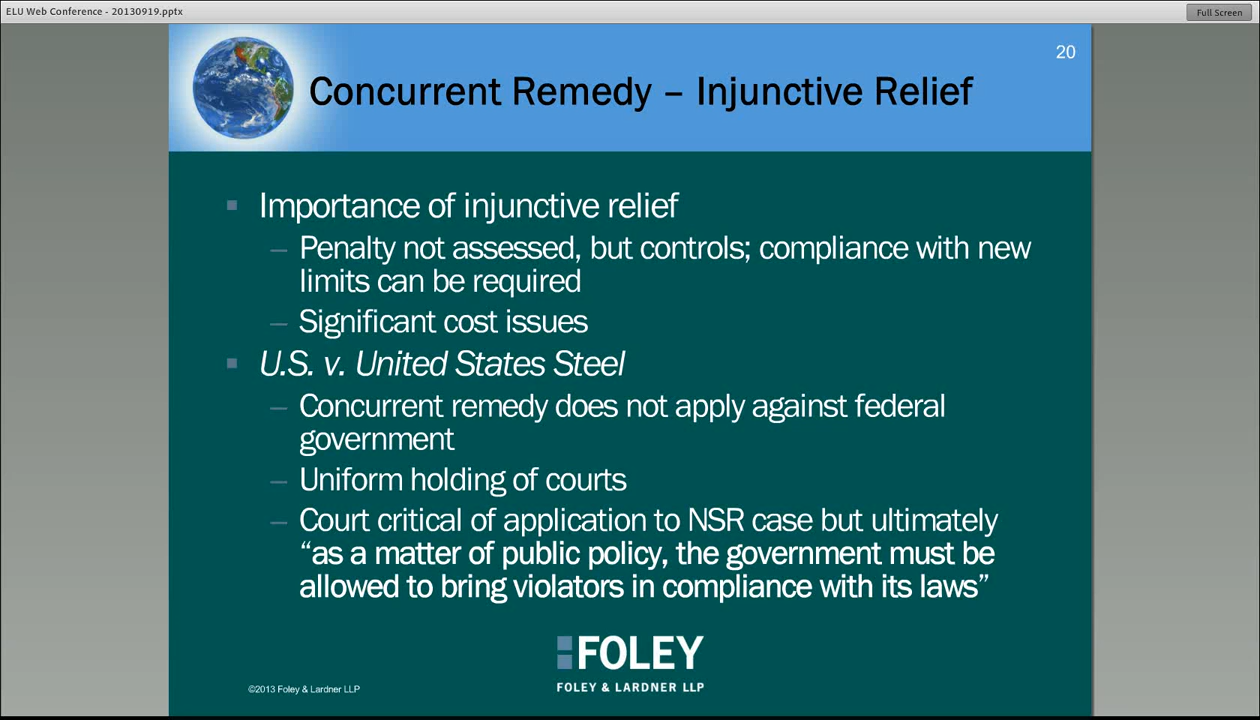 ELU Web Conference - 20130919.pptx
Full Screen
20
Concurrent Remedy – Injunctive Relief
Importance of injunctive relief
– Penalty not assessed, but controls; compliance with new
limits can be required
– Significant cost issues
U.S. v. United States Steel
– Concurrent remedy does not apply against federal
government
– Uniform holding of courts
– Court critical of application to NSR case but ultimately
“as a matter of public policy, the government must be
allowed to bring violators in compliance with its laws”
FOLEY
FOLEY & LARDNER LLP
©2013 Foley & Lardner LLP